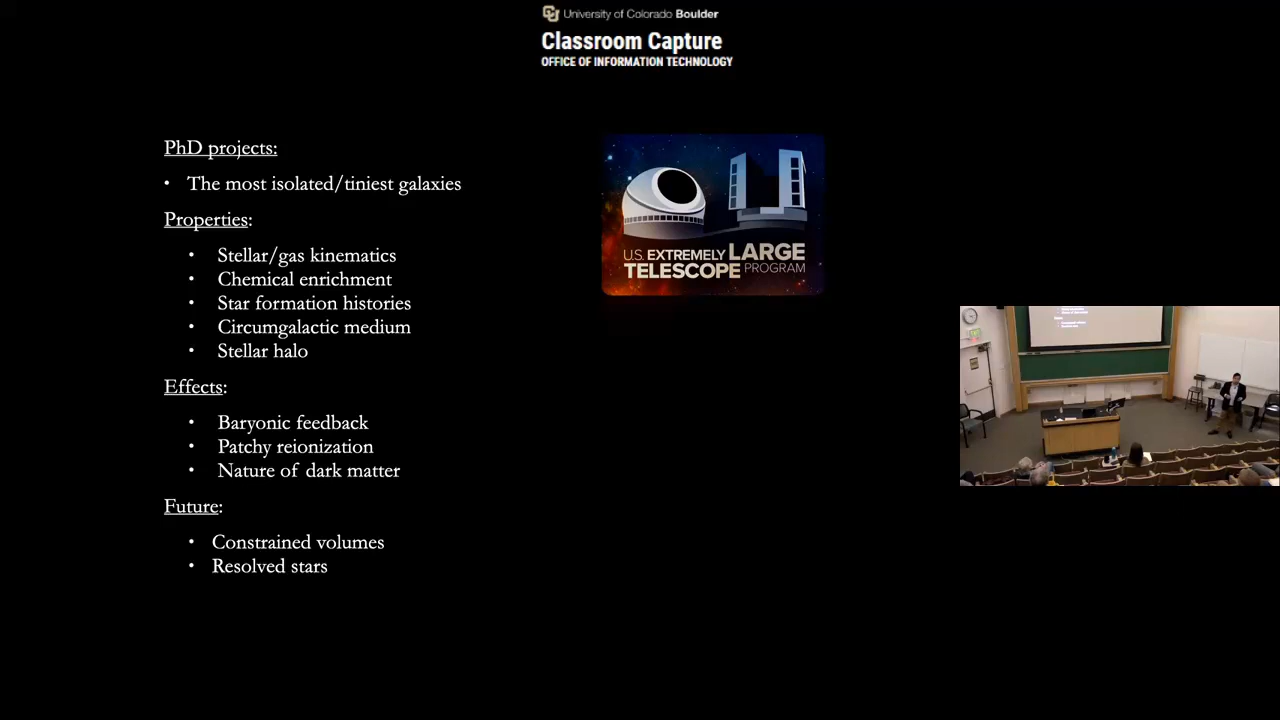 University of Colorado Boulder
Classroom Capture
OFFICE OF INFORMATION TECHNOLOGY
PhD projects:
• The most isolated/tiniest galaxies
Properties:
• Stellar/gas kinematics
• Chemical enrichment
• Star formation histories
• Circumgalactic medium
• Stellar halo
Effects:
• Baryonic feedback
• Patchy reionization
• Nature of dark matter
Future:
• Constrained volumes
• Resolved stars
U.S. EXTREMELY LARGE
TELESCOPE PROGRAM